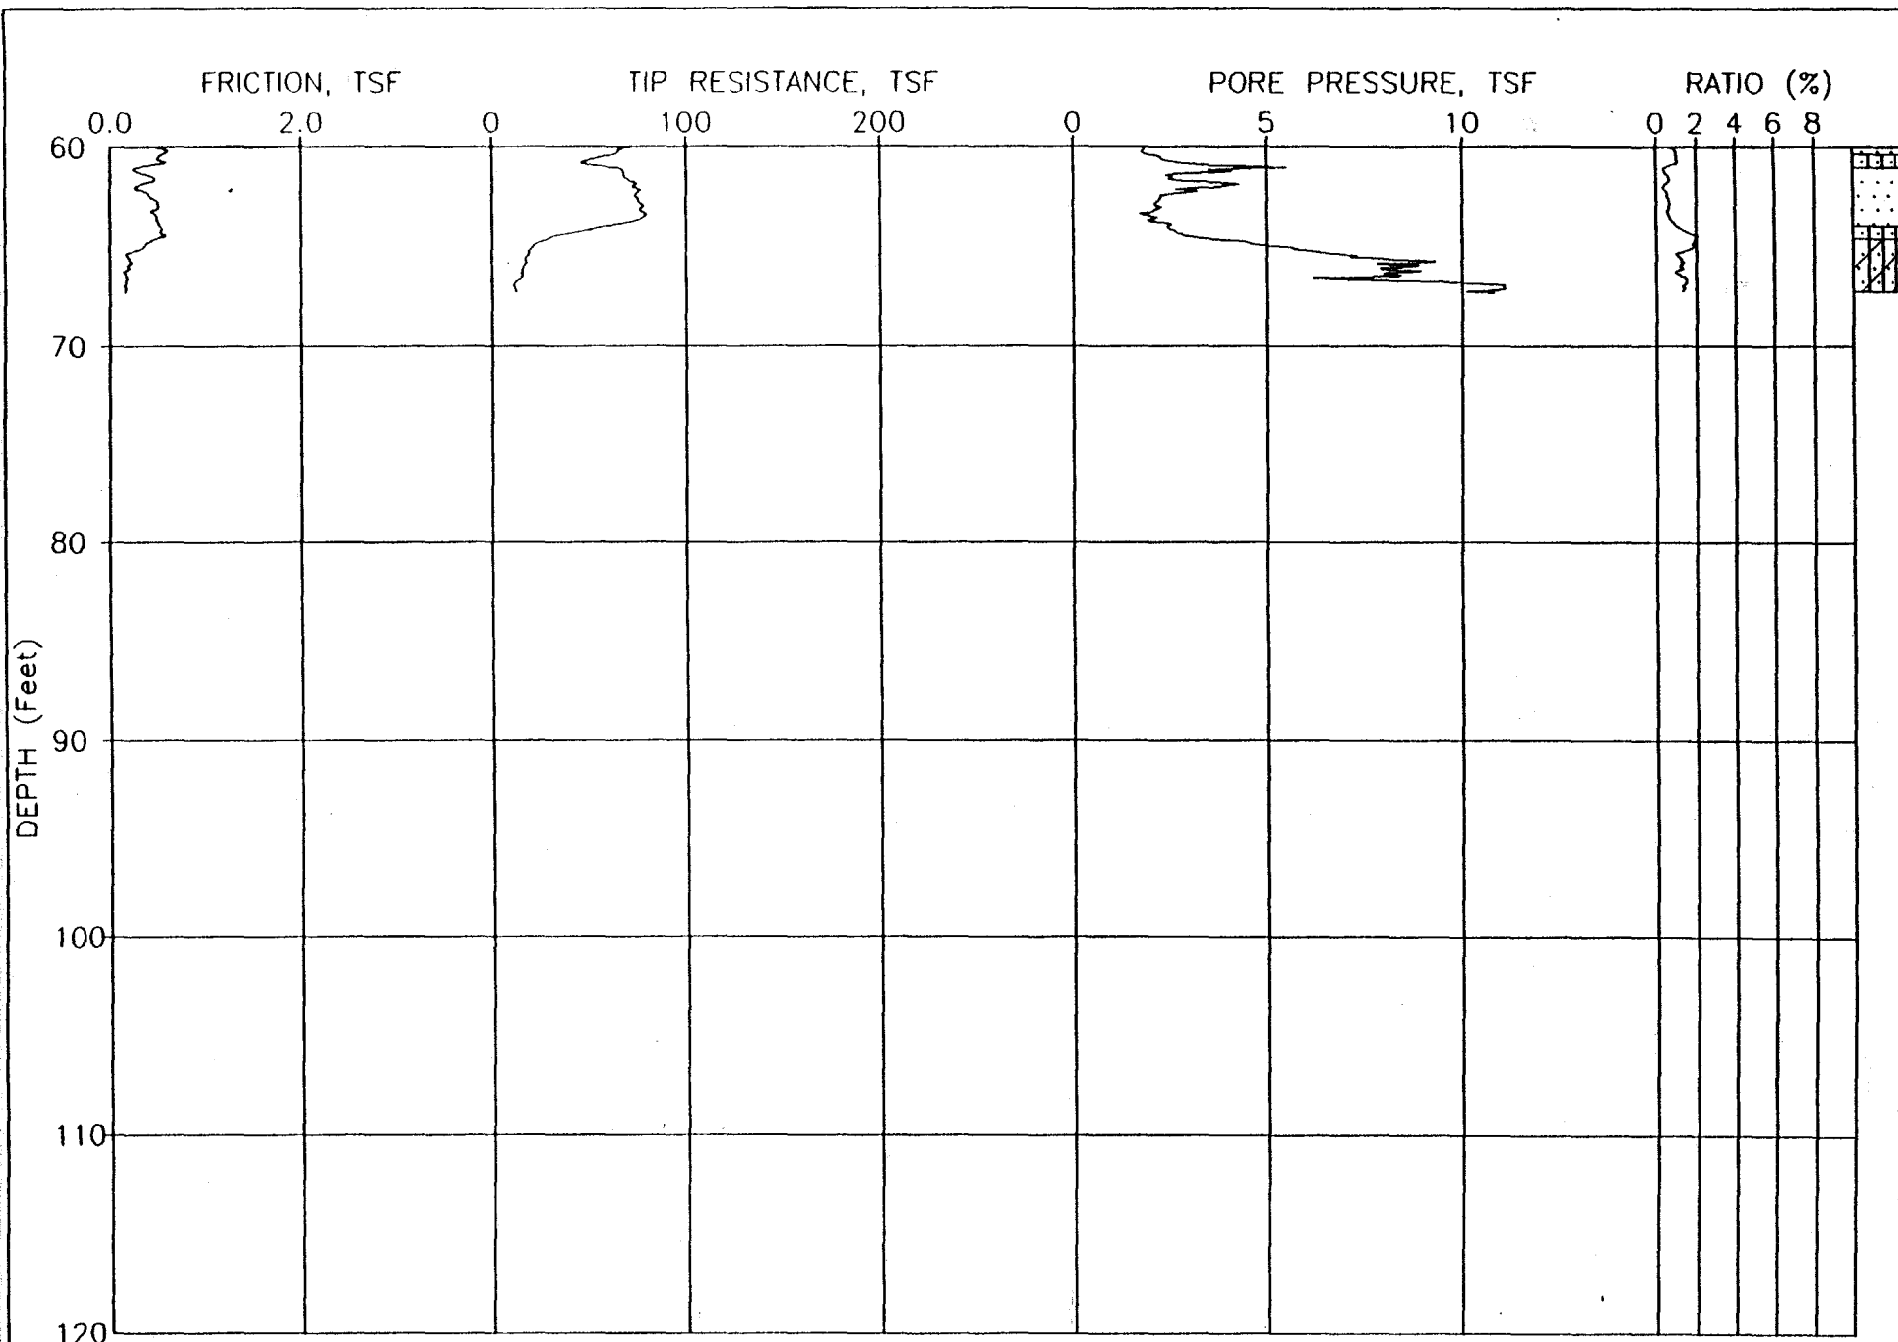 FRICTION, TSF TIP RESISTANCE, TSF PORE PRESSURE, TSF RATIO (%)
0.0 2.0 0 100 200 0 5 10 0 2 4 6 8
60
70
80
DEPTH (Feet)
90
100
110
120